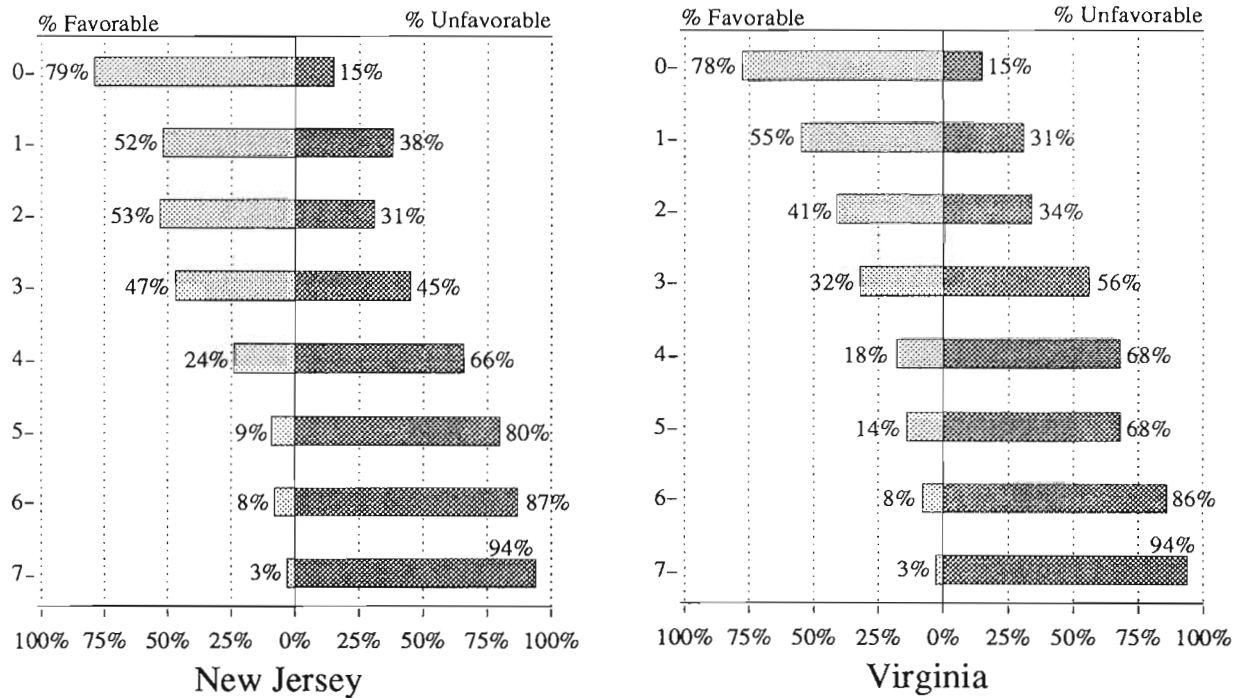 % Favorable % Unfavorable
0- 79% 15%
1- 52% 38%
2- 53% 31%
3- 47% 45%
4- 24% 66%
5- 9% 80%
6- 8% 87%
94%
7- 3%
100% 75% 50% 25% 0% 25% 50% 75% 100%
New Jersey
% Favorable % Unfavorable
0- 78% 15%
1- 55% 31%
2- 41% 34%
3- 32% 56%
4- 18% 68%
5- 14% 68%
6- 8% 86%
94%
7- 3%
100% 75% 50% 25% 0% 25% 50% 75% 100%
Virginia